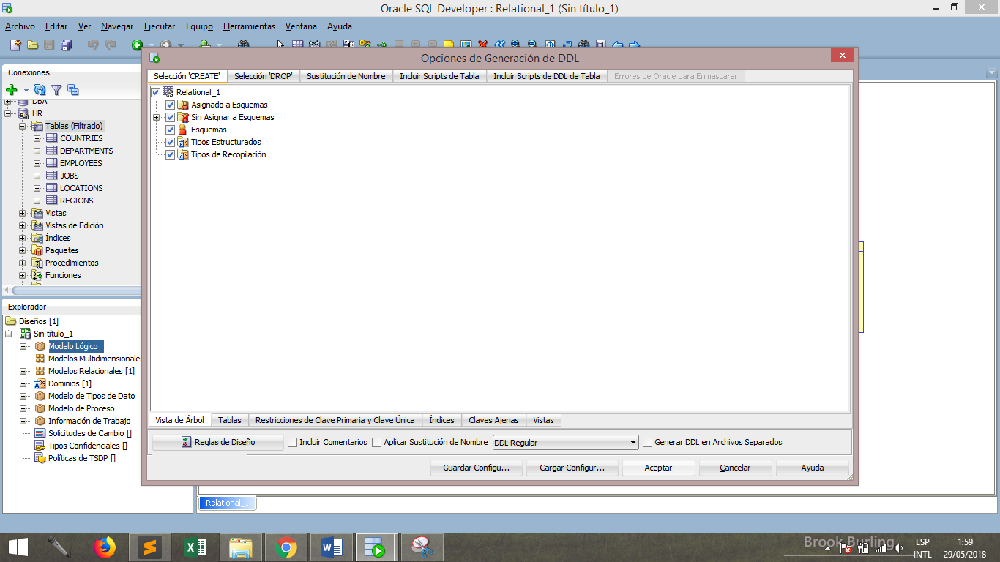 Oracle SQL Developer : Relational_1 (Sin título_1)
Archivo Editar Ver Navegar Ejecutar Equipo Herramientas Ventana Ayuda
Conexiones
DBA
HR
Tablas (Filtrado)
COUNTRIES
DEPARTMENTS
EMPLOYEES
JOBS
LOCATIONS
REGIONS
Vistas
Vistas de Edición
Índices
Paquetes
Procedimientos
Funciones
Explorador
Diseños [1]
Sin título_1
Modelo Lógico
Modelos Multidimensionales
Modelos Relacionales [1]
Dominios [1]
Modelo de Tipos de Dato
Modelo de Proceso
Información de Trabajo
Solicitudes de Cambio []
Tipos Confidenciales []
Políticas de TSDP []
Opciones de Generación de DDL
Selección 'CREATE' Selección 'DROP' Sustitución de Nombre Incluir Scripts de Tabla Incluir Scripts de DDL de Tabla Errores de Oracle para Enmascarar
Relational_1
Asignado a Esquemas
Sin Asignar a Esquemas
Esquemas
Tipos Estructurados
Tipos de Recopilación
Vista de Árbol Tablas Restricciones de Clave Primaria y Clave Única Índices Claves Ajenas Vistas
Reglas de Diseño Incluir Comentarios Aplicar Sustitución de Nombre DDL Regular Generar DDL en Archivos Separados
Guardar Configu... Cargar Configur... Aceptar Cancelar Ayuda
Relational_1
Brook Burling
ESP
INTL
1:59
29/05/2018